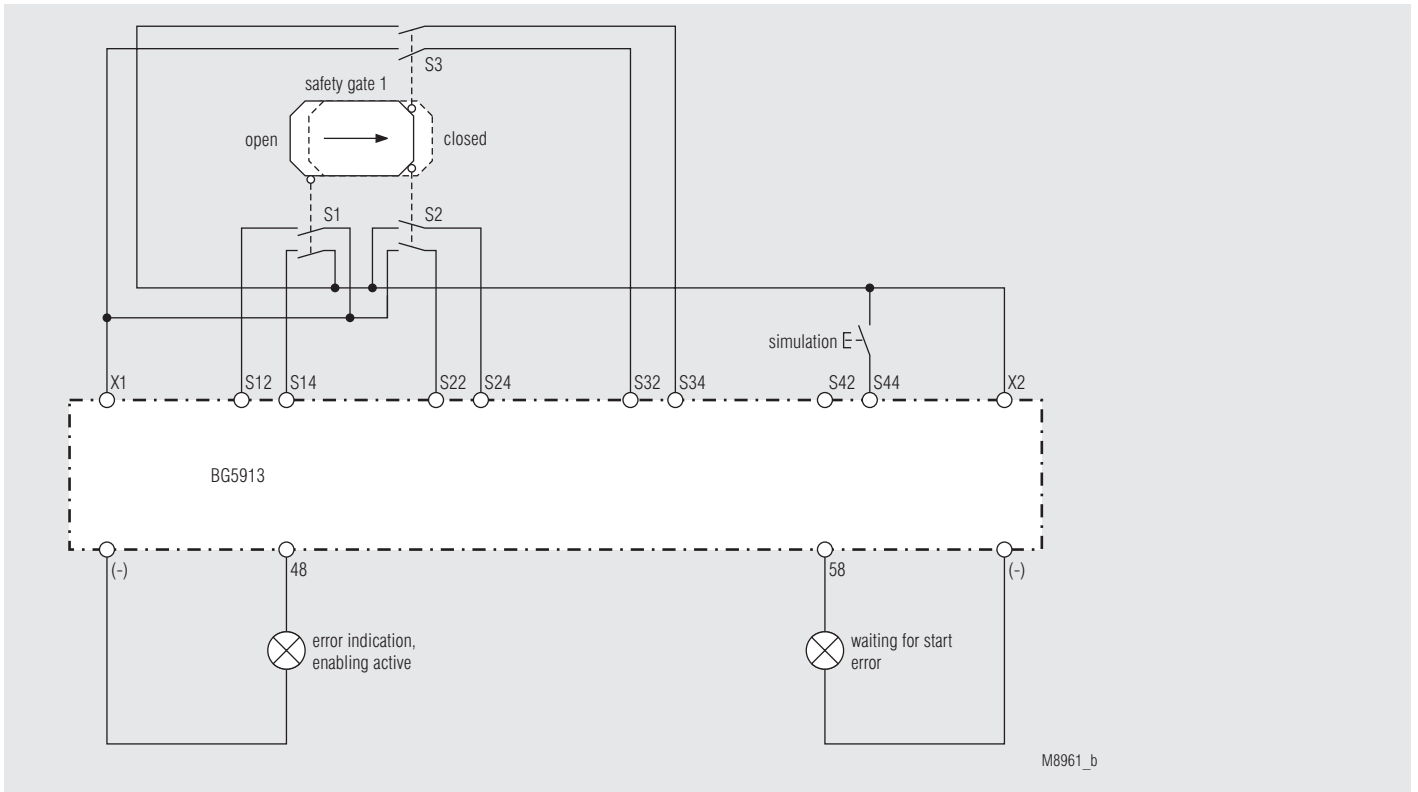 S3
safety gate 1
open
closed
S1
S2
simulation
X1
S12
S14
S22
S24
S32
S34
S42
S44
X2
BG5913
(-)
48
58
(-)
error indication,
enabling active
waiting for start
error
M8961_b